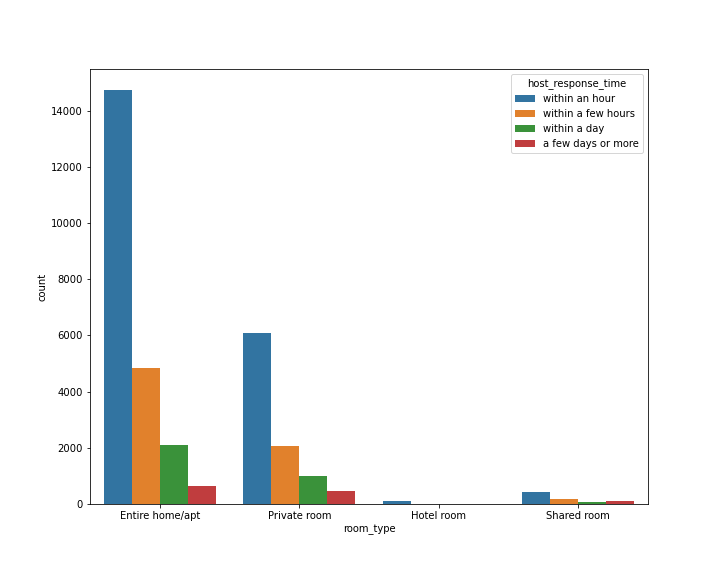 host_response_time
within an hour
within a few hours
within a day
a few days or more
14000
12000
10000
8000
6000
4000
2000
0
count
Entire home/apt Private room Hotel room Shared room
room_type